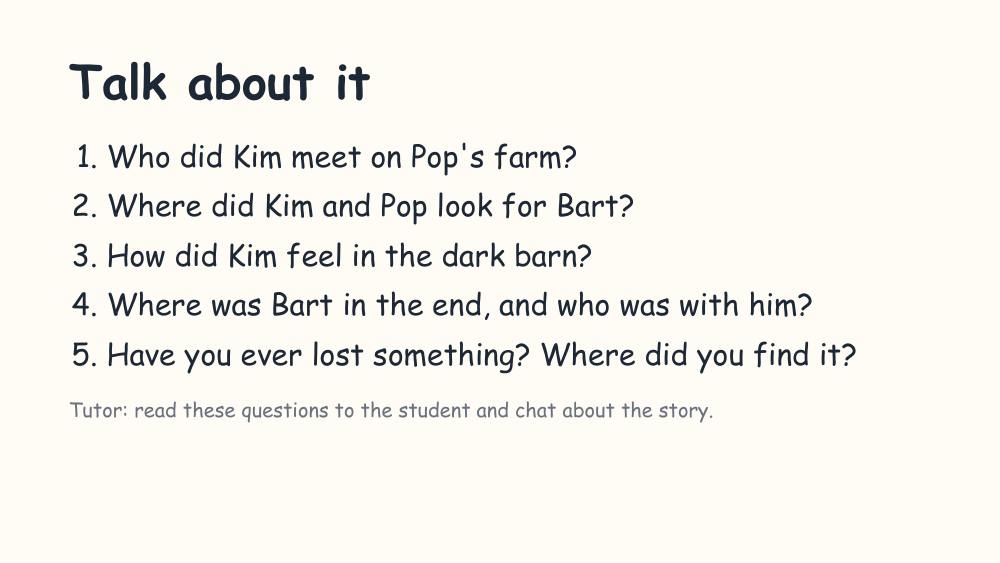 Talk about it
1. Who did Kim meet on Pop's farm?
2. Where did Kim and Pop look for Bart?
3. How did Kim feel in the dark barn?
4. Where was Bart in the end, and who was with him?
5. Have you ever lost something? Where did you find it?
Tutor: read these questions to the student and chat about the story.